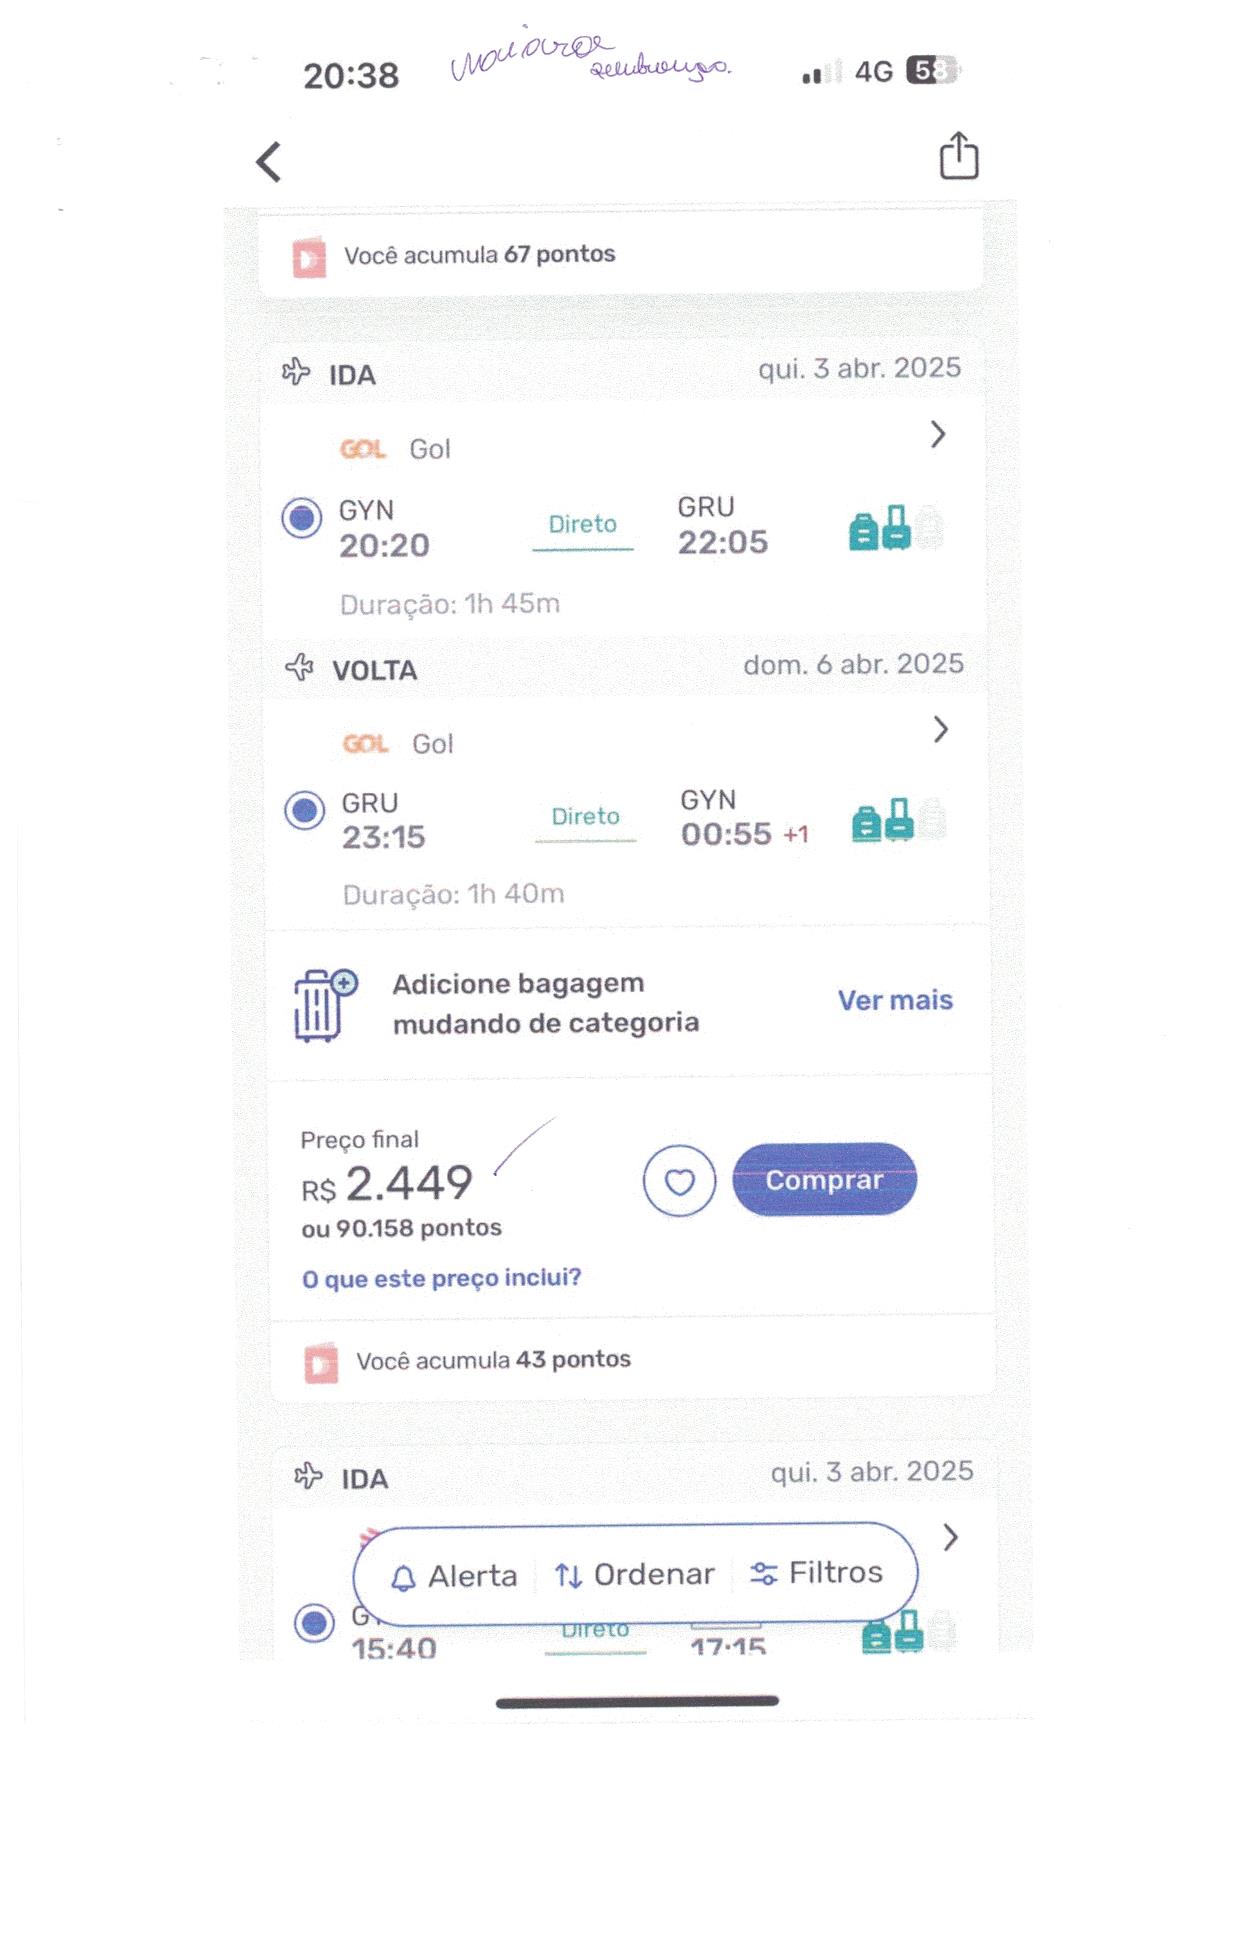 20:38
4G 58
Você acumula 67 pontos
IDA qui. 3 abr. 2025
GOL Gol
GYN Direto GRU
20:20 22:05
Duração: 1h 45m
VOLTA dom. 6 abr. 2025
GOL Gol
GRU Direto GYN
23:15 00:55 +1
Duração: 1h 40m
Adicione bagagem
mudando de categoria
Ver mais
Preço final
R$ 2.449
ou 90.158 pontos
Comprar
O que este preço inclui?
Você acumula 43 pontos
IDA qui. 3 abr. 2025
Alerta Ordenar Filtros
Direto
15:40 17:15